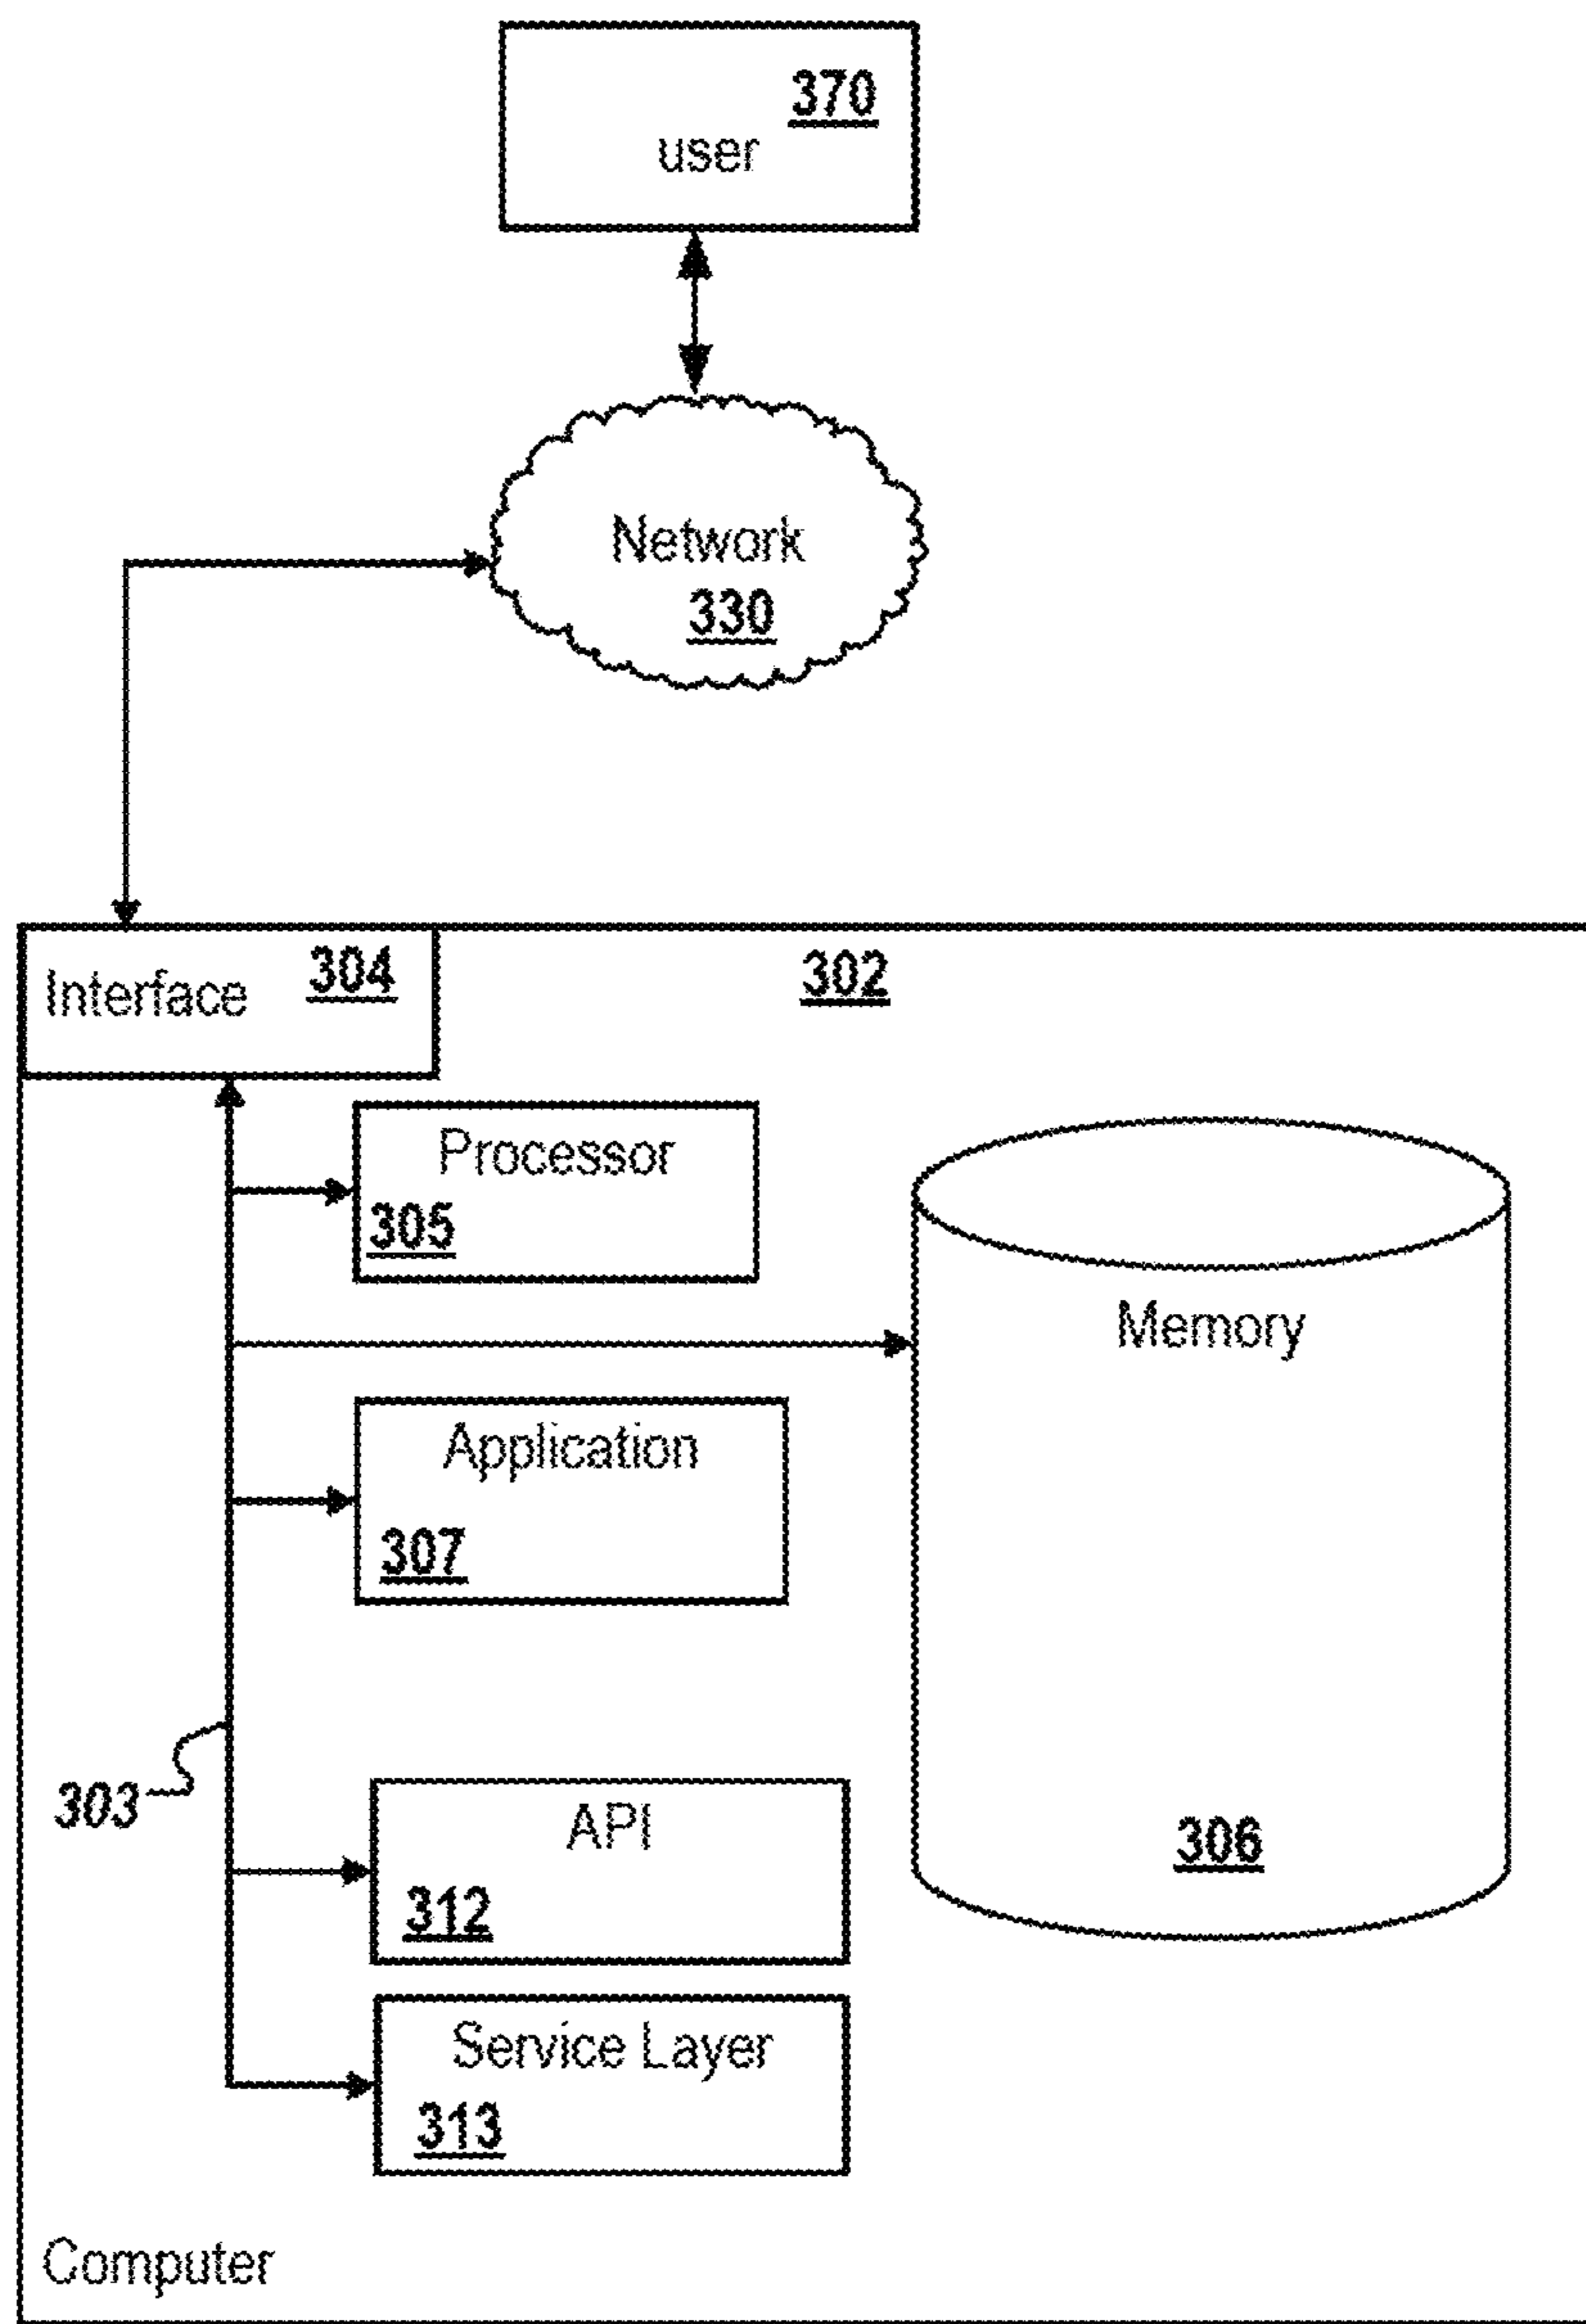 370
user
Network
330
304
Interface
302
Processor
305
Memory
Application
307
303
API
312
306
Service Layer
313
Computer